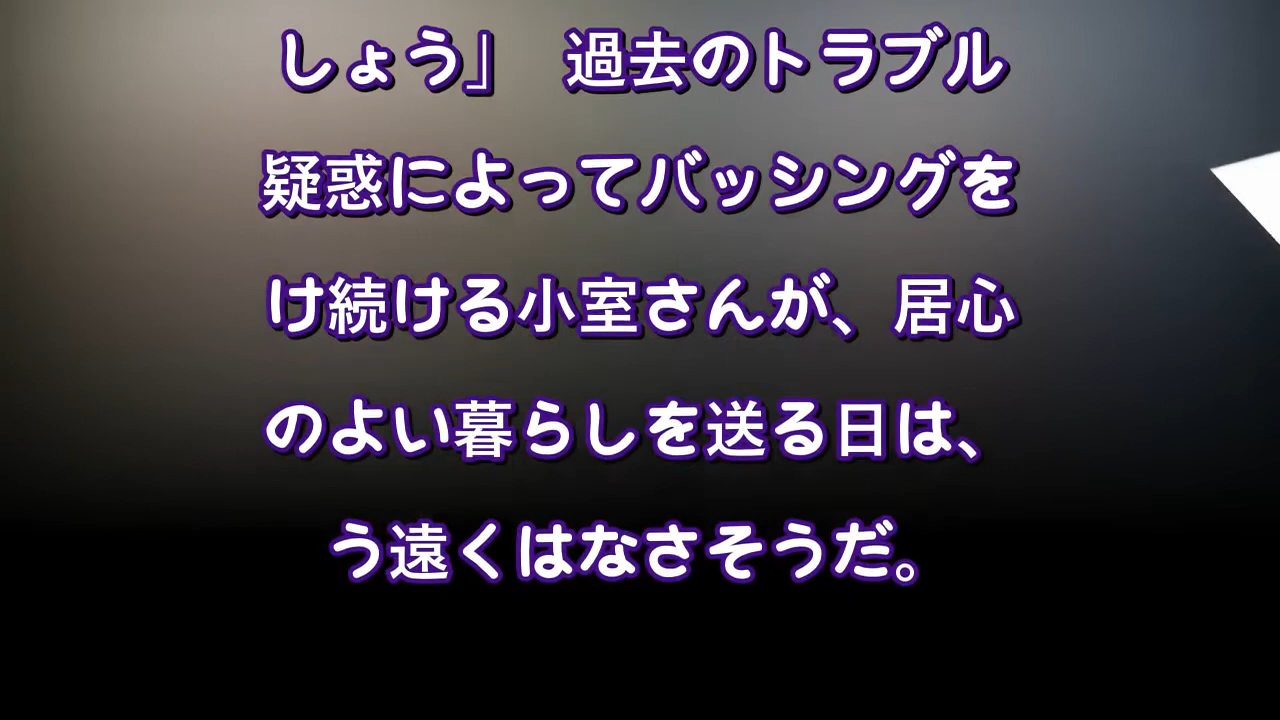 しょう」　過去のトラブル
疑惑によってバッシングを
け続ける小室さんが、居心
のよい暮らしを送る日は、
う遠くはなさそうだ。